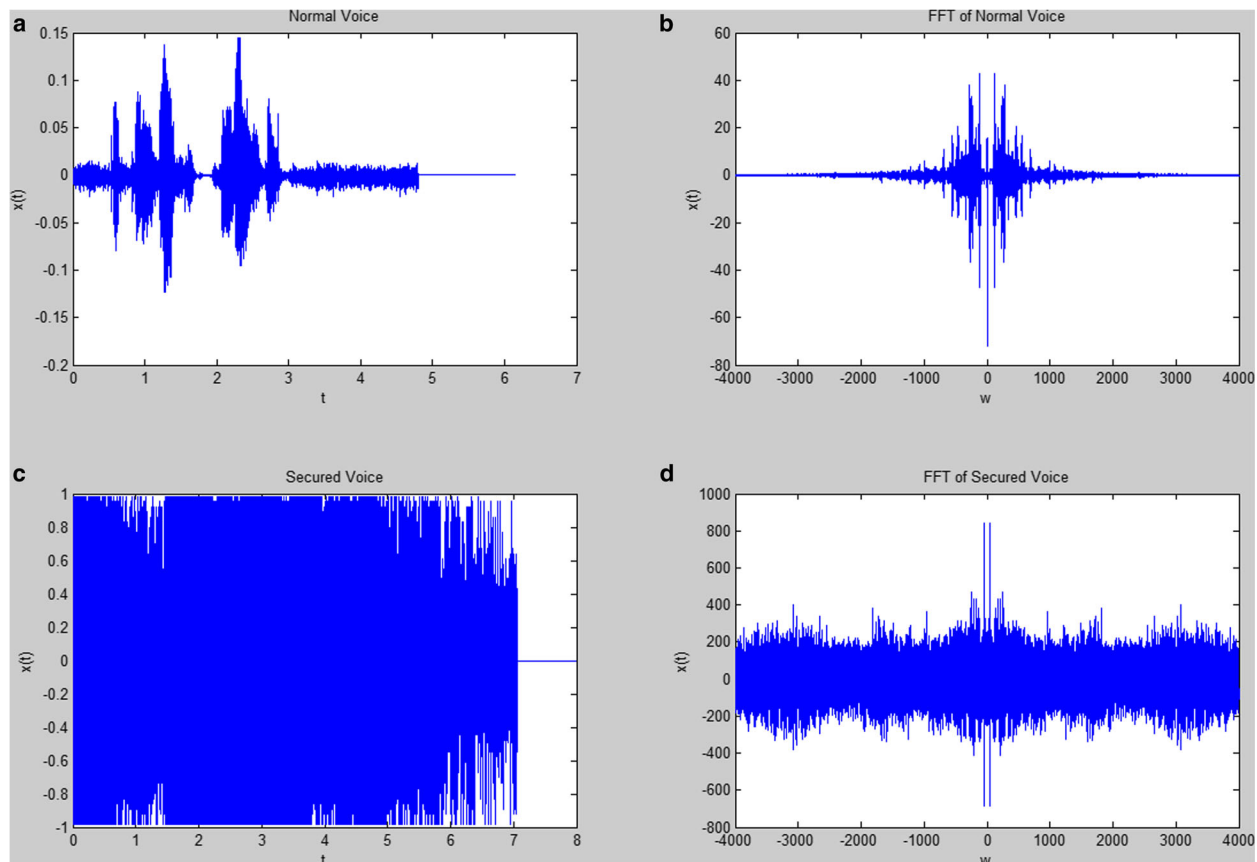 a
Normal Voice
0.15
0.1
0.05
0
-0.05
-0.1
-0.15
-0.2
x(t)
0 1 2 3 4 5 6 7
t
b
FFT of Normal Voice
60
40
20
0
-20
-40
-60
-80
x(t)
-4000 -3000 -2000 -1000 0 1000 2000 3000 4000
w
c
Secured Voice
1
0.8
0.6
0.4
0.2
0
-0.2
-0.4
-0.6
-0.8
-1
x(t)
0 1 2 3 4 5 6 7 8
t
d
FFT of Secured Voice
1000
800
600
400
200
0
-200
-400
-600
-800
x(t)
-4000 -3000 -2000 -1000 0 1000 2000 3000 4000
w